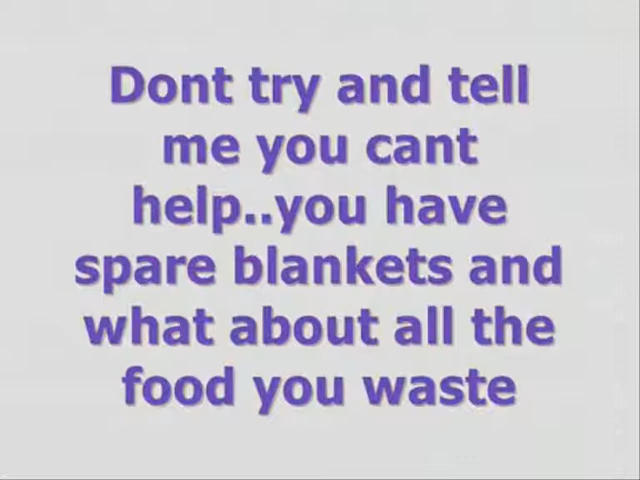 Dont try and tell
me you cant
help..you have
spare blankets and
what about all the
food you waste